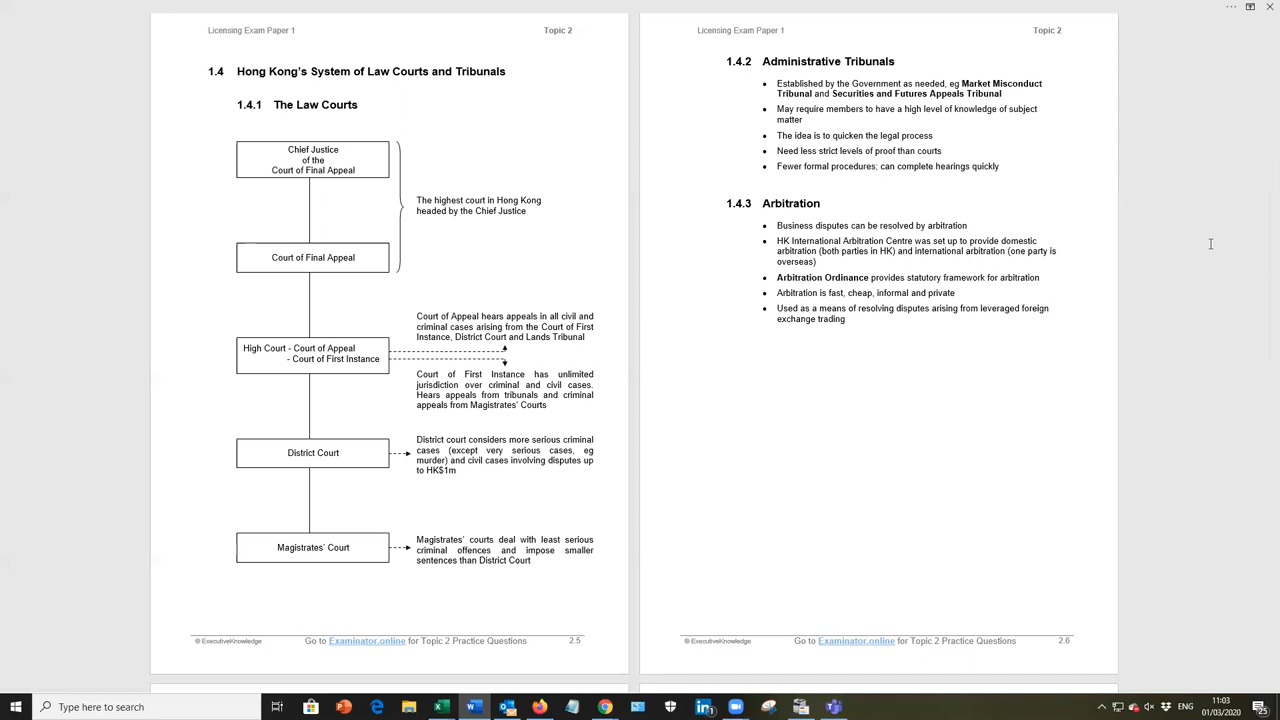 Licensing Exam Paper 1 Topic 2
1.4 Hong Kong's System of Law Courts and Tribunals
1.4.1 The Law Courts
Chief Justice
of the
Court of Final Appeal
The highest court in Hong Kong
headed by the Chief Justice
Court of Final Appeal
Court of Appeal hears appeals in all civil and
criminal cases arising from the Court of First
Instance, District Court and Lands Tribunal
High Court - Court of Appeal
- Court of First Instance
Court of First Instance has unlimited
jurisdiction over criminal and civil cases.
Hears appeals from tribunals and criminal
appeals from Magistrates' Courts
District Court
District court considers more serious criminal
cases (except very serious cases, eg
murder) and civil cases involving disputes up
to HK$1m
Magistrates' Court
Magistrates' courts deal with least serious
criminal offences and impose smaller
sentences than District Court
© ExecutiveKnowledge Go to Examinator.online for Topic 2 Practice Questions 2.5
Licensing Exam Paper 1 Topic 2
1.4.2 Administrative Tribunals
• Established by the Government as needed, eg Market Misconduct
Tribunal and Securities and Futures Appeals Tribunal
• May require members to have a high level of knowledge of subject
matter
• The idea is to quicken the legal process
• Need less strict levels of proof than courts
• Fewer formal procedures; can complete hearings quickly
1.4.3 Arbitration
• Business disputes can be resolved by arbitration
• HK International Arbitration Centre was set up to provide domestic
arbitration (both parties in HK) and international arbitration (one party is
overseas)
• Arbitration Ordinance provides statutory framework for arbitration
• Arbitration is fast, cheap, informal and private
• Used as a means of resolving disputes arising from leveraged foreign
exchange trading
© ExecutiveKnowledge Go to Examinator.online for Topic 2 Practice Questions 2.6
Type here to search
11:03
01/03/2020